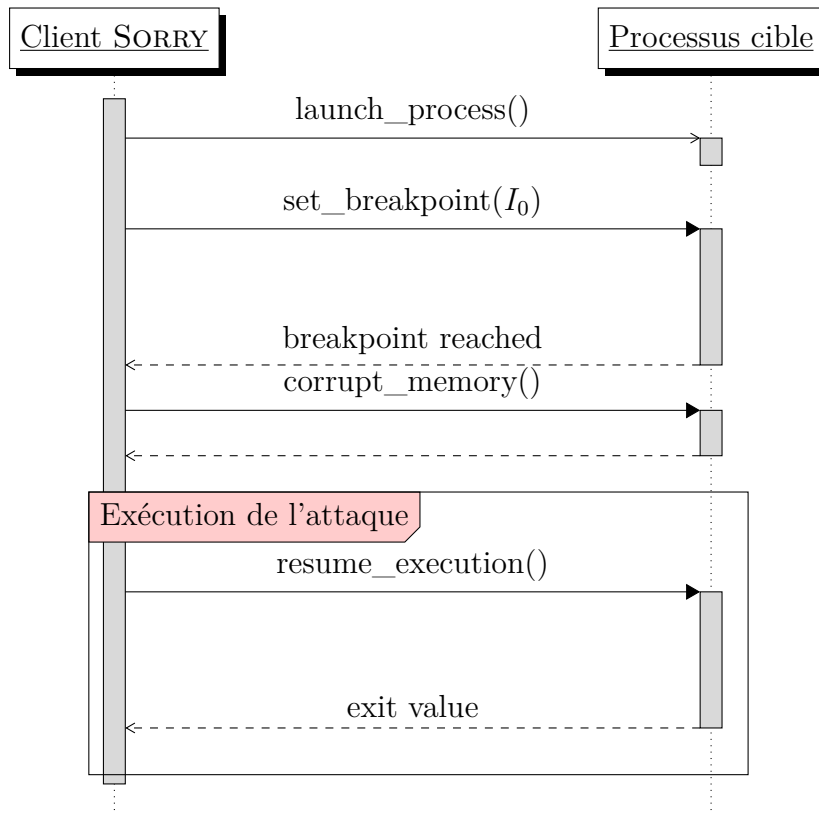 Client SORRY
Processus cible
launch_process()
set_breakpoint(I₀)
breakpoint reached
corrupt_memory()
Exécution de l'attaque
resume_execution()
exit value